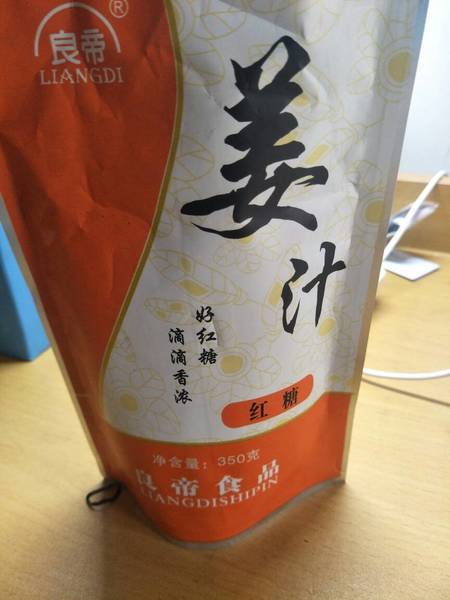 良帝
®
LIANGDI
姜
汁
好红糖
滴滴香浓
红糖
净含量：350克
良帝食品
LIANGDISHIPIN